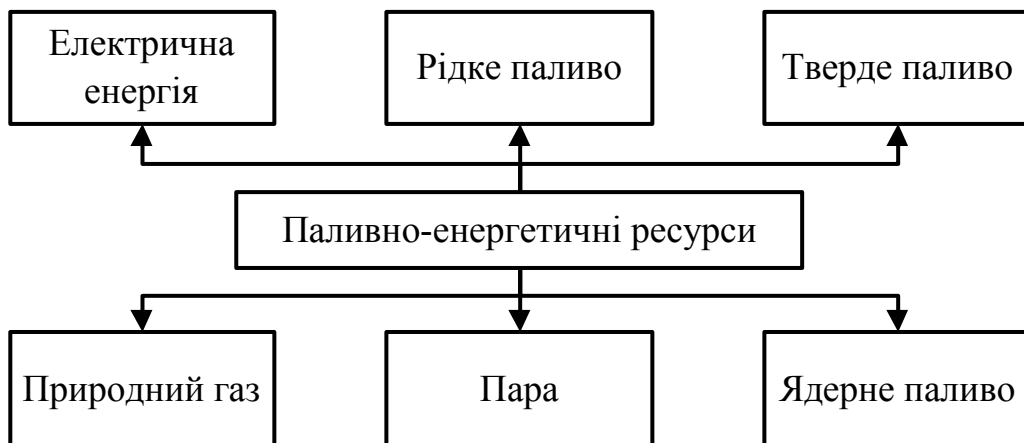 Електрична
енергія
Рідке паливо
Тверде паливо
Паливно-енергетичні ресурси
Природний газ
Пара
Ядерне паливо